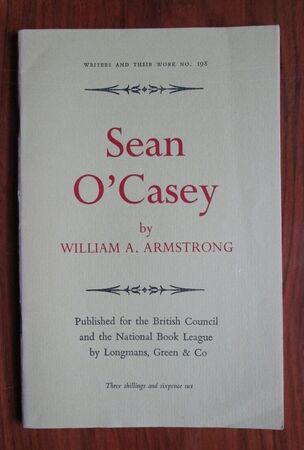 WRITERS AND THEIR WORK NO. 198
Sean
O'Casey
by
WILLIAM A. ARMSTRONG
Published for the British Council
and the National Book League
by Longmans, Green & Co
Three shillings and sixpence net